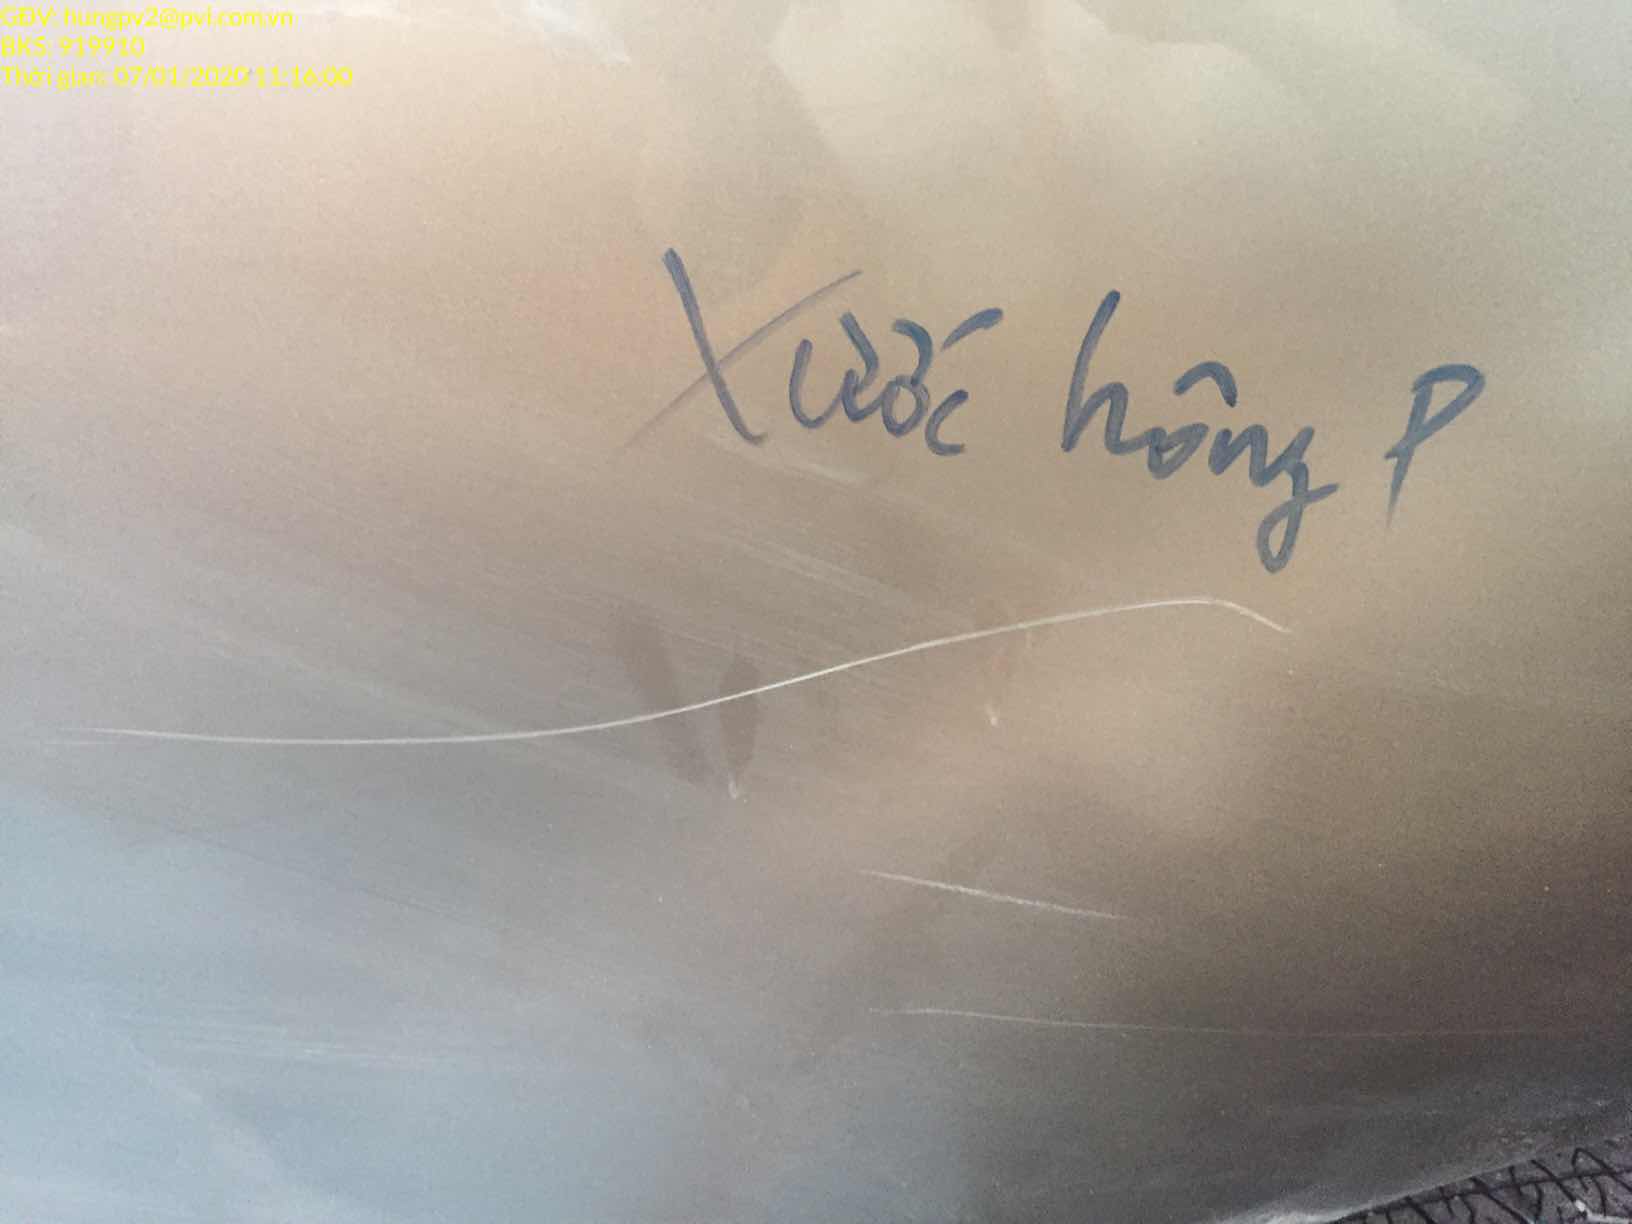 GĐV: hungpv2@pvi.com.vn
BKS: 919910
Thời gian: 07/01/2020 11:16:00
Xước hông P